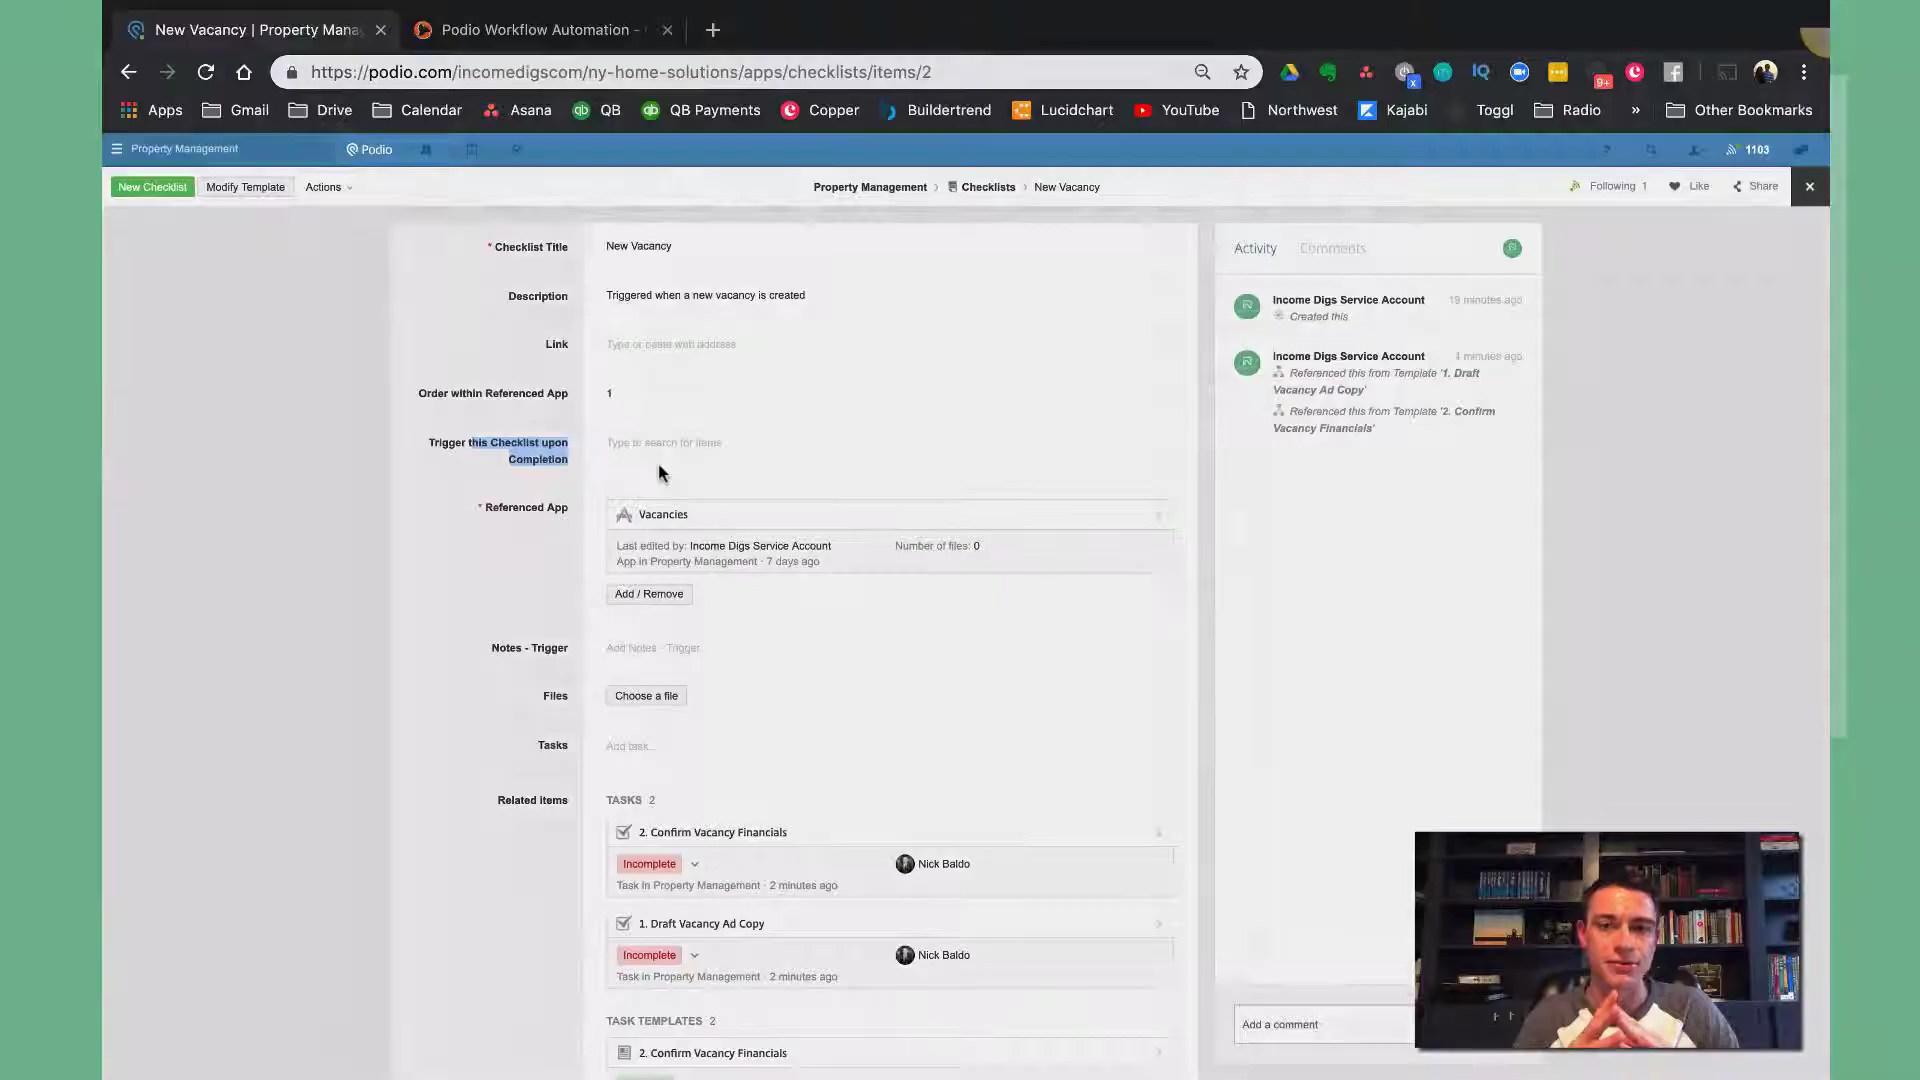 New Vacancy | Property Mana
Podio Workflow Automation -
https://podio.com/incomedigscom/ny-home-solutions/apps/checklists/items/2
IQ
x
9+
Apps
Gmail
Drive
Calendar
Asana
QB
QB Payments
Copper
Buildertrend
Lucidchart
YouTube
Northwest
Kajabi
Toggl
Radio
»
Other Bookmarks
Property Management
Podio
1103
New Checklist
Modify Template
Actions
Property Management
Checklists
New Vacancy
Following 1
Like
Share
* Checklist Title
New Vacancy
Description
Triggered when a new vacancy is created
Link
Type or paste web address
Order within Referenced App
1
Trigger this Checklist upon
Completion
Type to search for items
* Referenced App
Vacancies
Last edited by: Income Digs Service Account
Number of files: 0
App in Property Management · 7 days ago
Add / Remove
Notes - Trigger
Add Notes - Trigger
Files
Choose a file
Tasks
Add task...
Related items
TASKS 2
2. Confirm Vacancy Financials
Incomplete
Nick Baldo
Task in Property Management · 2 minutes ago
1. Draft Vacancy Ad Copy
Incomplete
Nick Baldo
Task in Property Management · 2 minutes ago
TASK TEMPLATES 2
2. Confirm Vacancy Financials
Activity
Comments
Income Digs Service Account
19 minutes ago
Created this
Income Digs Service Account
minutes ago
Referenced this from Template '1. Draft
Vacancy Ad Copy'
Referenced this from Template '2. Confirm
Vacancy Financials'
Add a comment